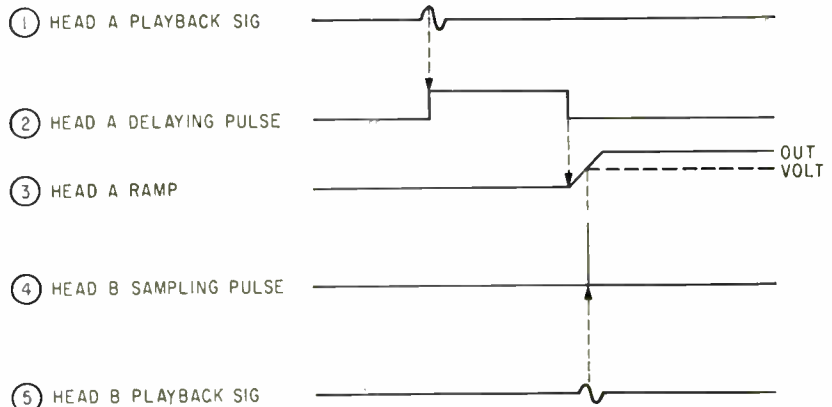 ① HEAD A PLAYBACK SIG
② HEAD A DELAYING PULSE
OUT
VOLT
③ HEAD A RAMP
④ HEAD B SAMPLING PULSE
⑤ HEAD B PLAYBACK SIG